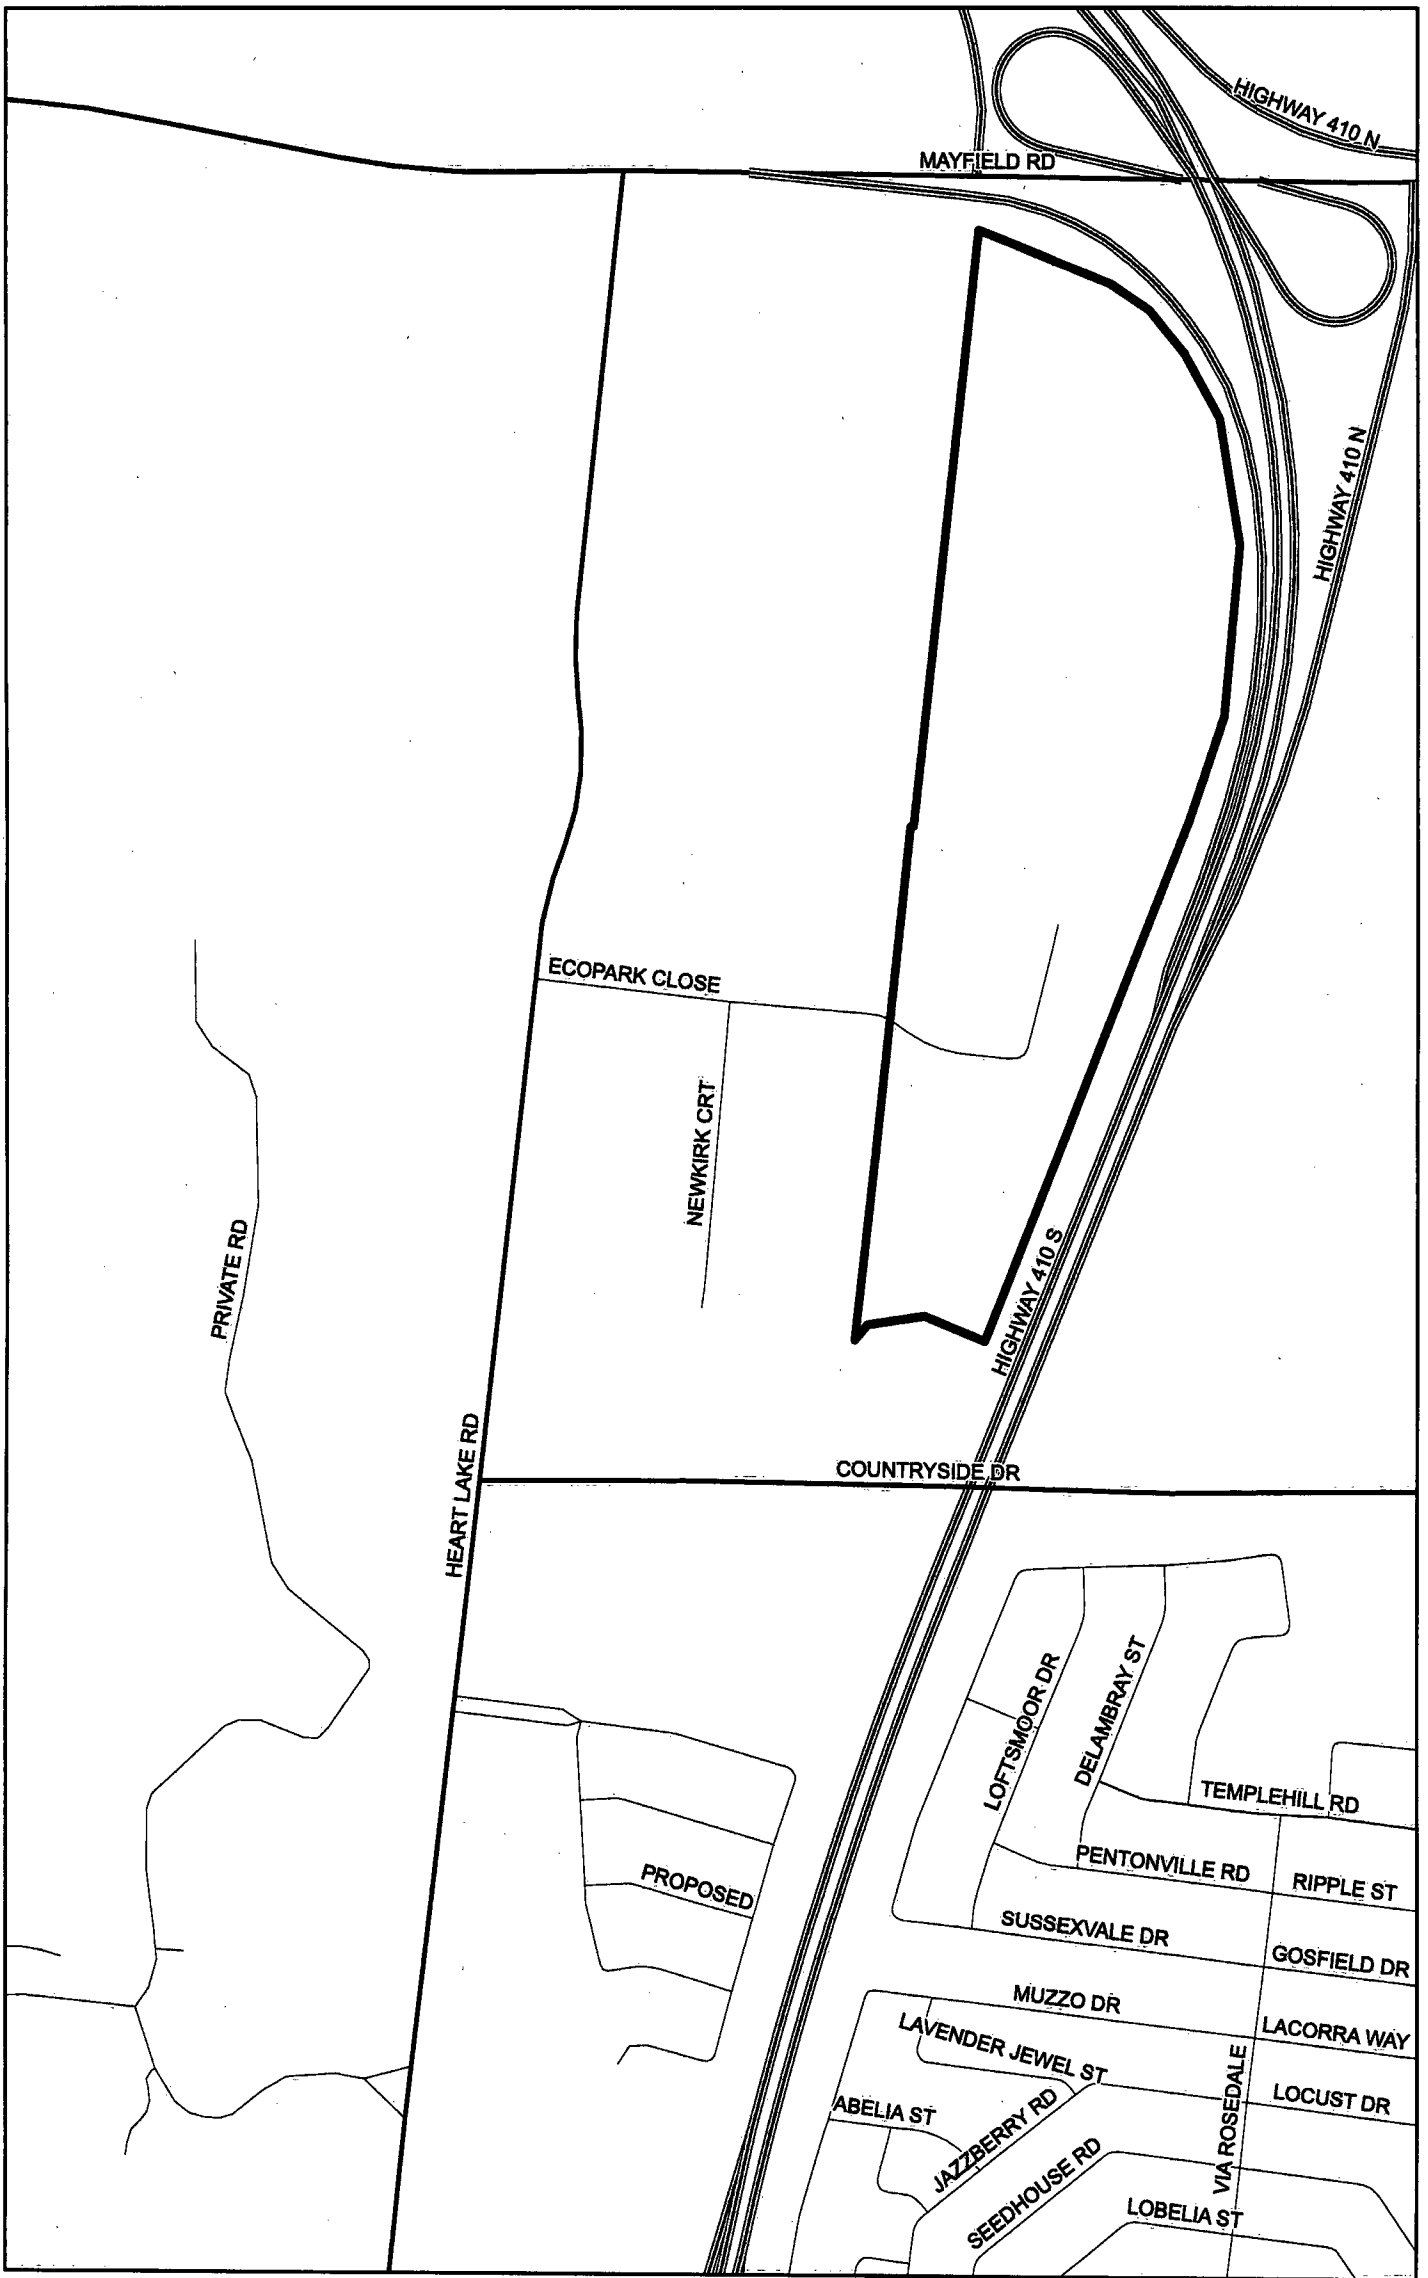 HIGHWAY 410 N
MAYFIELD RD
HIGHWAY 410 N
ECOPARK CLOSE
NEWKIRK CRT
PRIVATE RD
HIGHWAY 410 S
HEART LAKE RD
COUNTRYSIDE DR
LOFTSMOOR DR
DELAMBRAY ST
TEMPLEHILL RD
PENTONVILLE RD
RIPPLE ST
PROPOSED
SUSSEXVALE DR
GOSFIELD DR
MUZZO DR
LACORRA WAY
LAVENDER JEWEL ST
VIA ROSEDALE
LOCUST DR
ABELIA ST
JAZZBERRY RD
SEEDHOUSE RD
LOBELIA ST